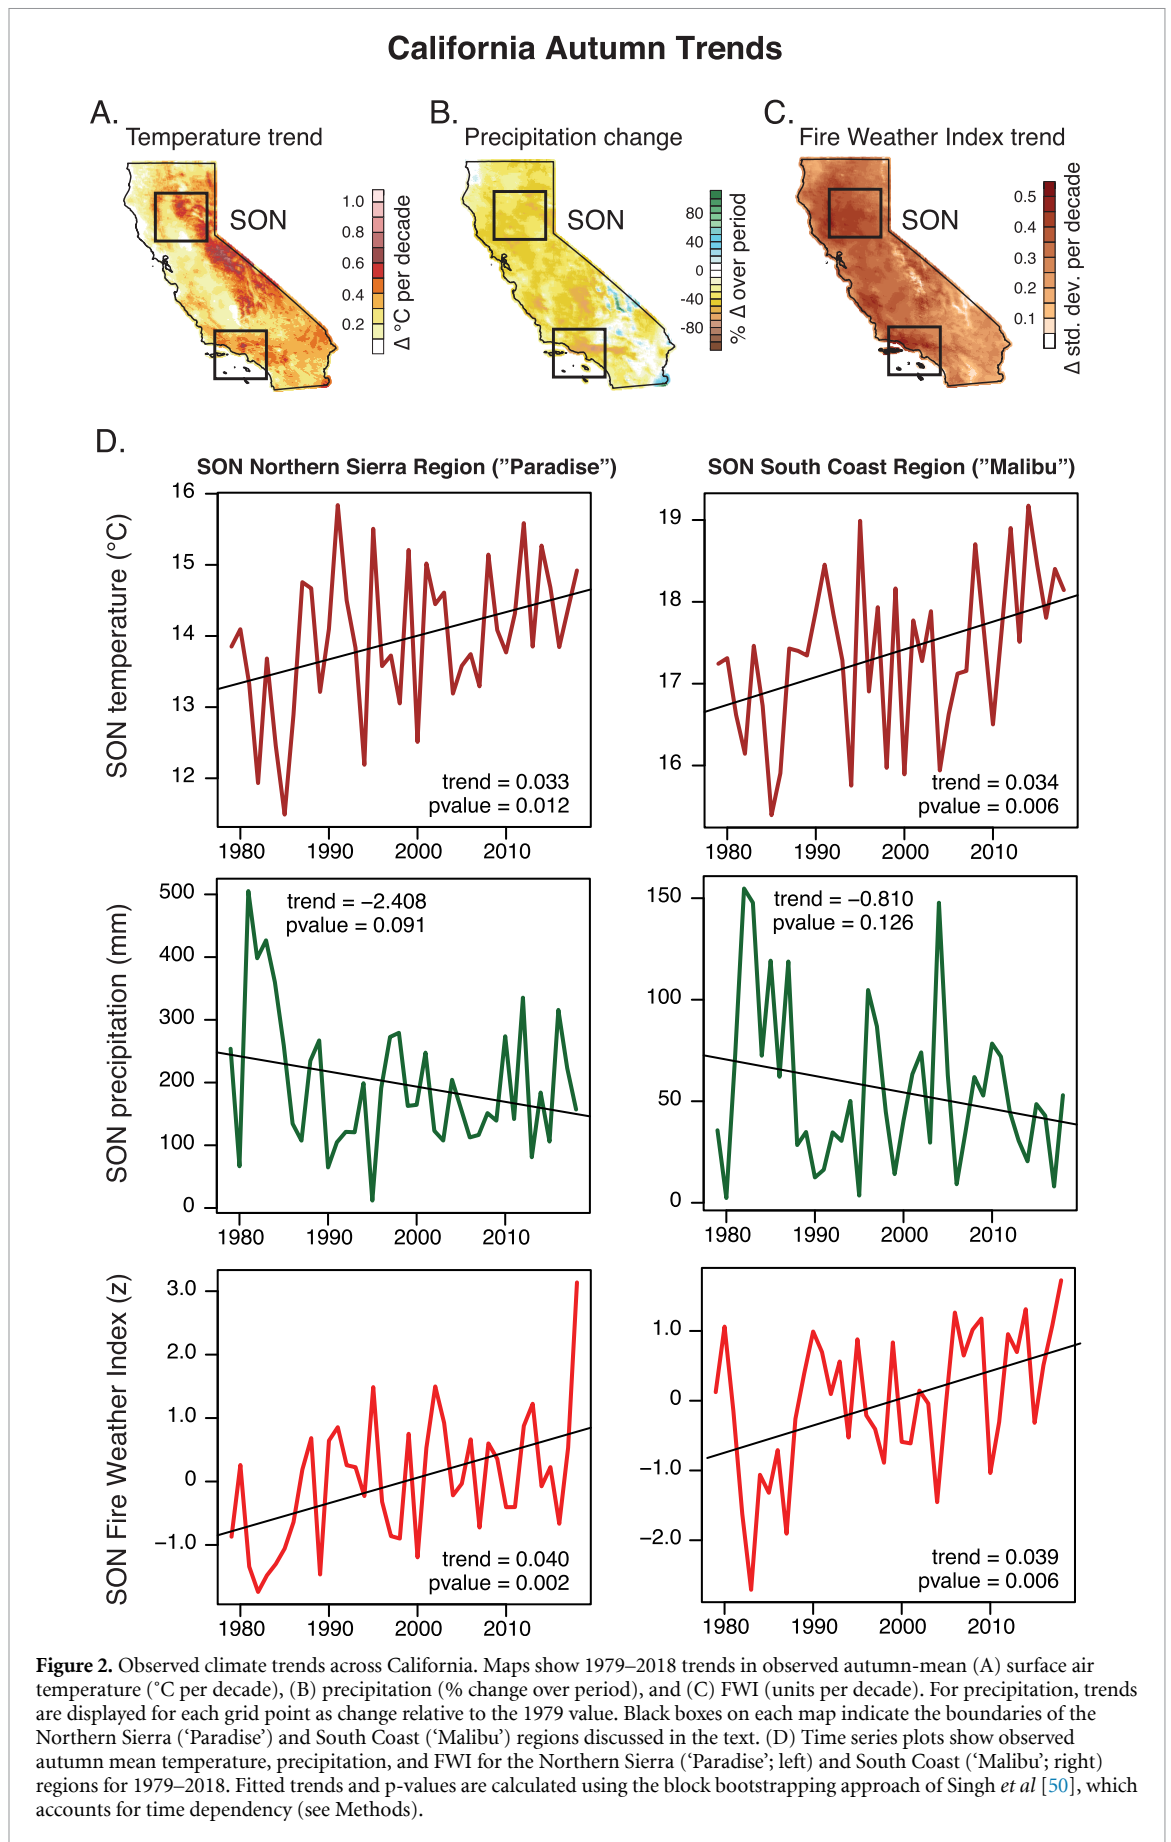 California Autumn Trends
A.
Temperature trend
SON
1.0
0.8
0.6
0.4
0.2
Δ °C per decade
B.
Precipitation change
SON
80
40
0
-40
-80
% Δ over period
C.
Fire Weather Index trend
SON
0.5
0.4
0.3
0.2
0.1
Δ std. dev. per decade
D.
SON Northern Sierra Region ("Paradise")
SON temperature (°C)
16
15
14
13
12
trend = 0.033
pvalue = 0.012
1980 1990 2000 2010
SON South Coast Region ("Malibu")
19
18
17
16
trend = 0.034
pvalue = 0.006
1980 1990 2000 2010
SON precipitation (mm)
500
400
300
200
100
0
trend = −2.408
pvalue = 0.091
1980 1990 2000 2010
150
100
50
0
trend = −0.810
pvalue = 0.126
1980 1990 2000 2010
SON Fire Weather Index (z)
3.0
2.0
1.0
0
−1.0
trend = 0.040
pvalue = 0.002
1980 1990 2000 2010
1.0
0
−1.0
−2.0
trend = 0.039
pvalue = 0.006
1980 1990 2000 2010
Figure 2. Observed climate trends across California. Maps show 1979–2018 trends in observed autumn-mean (A) surface air
temperature (°C per decade), (B) precipitation (% change over period), and (C) FWI (units per decade). For precipitation, trends
are displayed for each grid point as change relative to the 1979 value. Black boxes on each map indicate the boundaries of the
Northern Sierra ('Paradise') and South Coast ('Malibu') regions discussed in the text. (D) Time series plots show observed
autumn mean temperature, precipitation, and FWI for the Northern Sierra ('Paradise'; left) and South Coast ('Malibu'; right)
regions for 1979–2018. Fitted trends and p-values are calculated using the block bootstrapping approach of Singh et al [50], which
accounts for time dependency (see Methods).